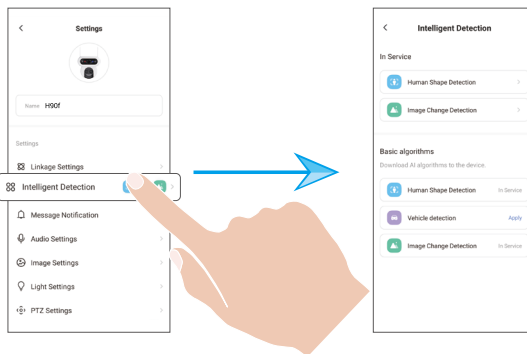 Settings
Name H90f
Settings
Linkage Settings
Intelligent Detection
Message Notification
Audio Settings
Image Settings
Light Settings
PTZ Settings
Intelligent Detection
In Service
Human Shape Detection
Image Change Detection
Basic algorithms
Download AI algorithms to the device.
Human Shape Detection In Service
Vehicle detection Apply
Image Change Detection In Service